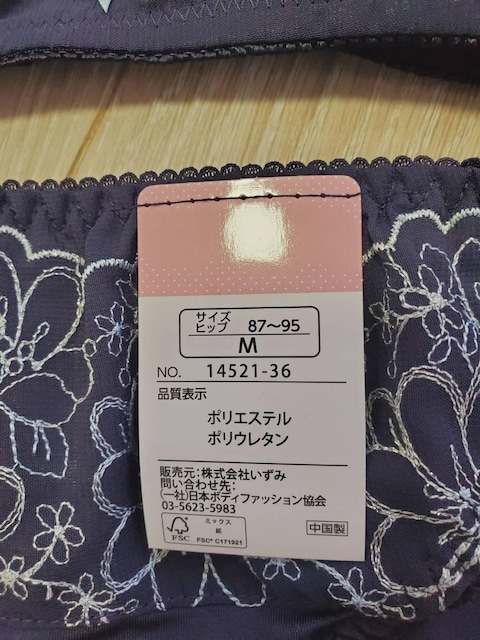 サイズ
ヒップ 87〜95
M
NO. 14521-36
品質表示
ポリエステル
ポリウレタン
販売元:株式会社いずみ
問い合わせ先:
(一社)日本ボディファッション協会
03-5623-5983
FSC
ミックス
紙
FSC® C171921
中国製